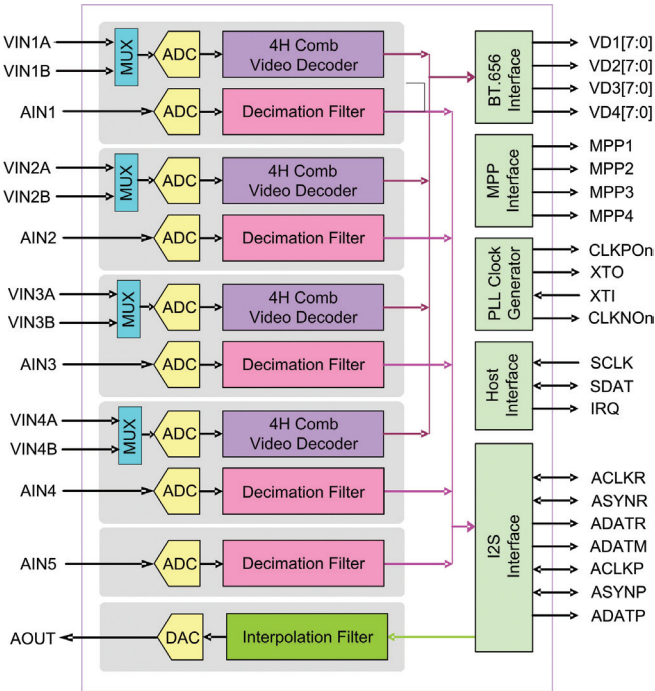 VIN1A
VIN1B
MUX
ADC
4H Comb
Video Decoder
AIN1
ADC
Decimation Filter
VIN2A
VIN2B
MUX
ADC
4H Comb
Video Decoder
AIN2
ADC
Decimation Filter
VIN3A
VIN3B
MUX
ADC
4H Comb
Video Decoder
AIN3
ADC
Decimation Filter
VIN4A
VIN4B
MUX
ADC
4H Comb
Video Decoder
AIN4
ADC
Decimation Filter
AIN5
ADC
Decimation Filter
AOUT
DAC
Interpolation Filter
BT.656
Interface
VD1[7:0]
VD2[7:0]
VD3[7:0]
VD4[7:0]
MPP
Interface
MPP1
MPP2
MPP3
MPP4
PLL Clock
Generator
CLKPOn
XTO
XTI
CLKNOn
Host
Interface
SCLK
SDAT
IRQ
I2S
Interface
ACLKR
ASYNR
ADATR
ADATM
ACLKP
ASYNP
ADATP